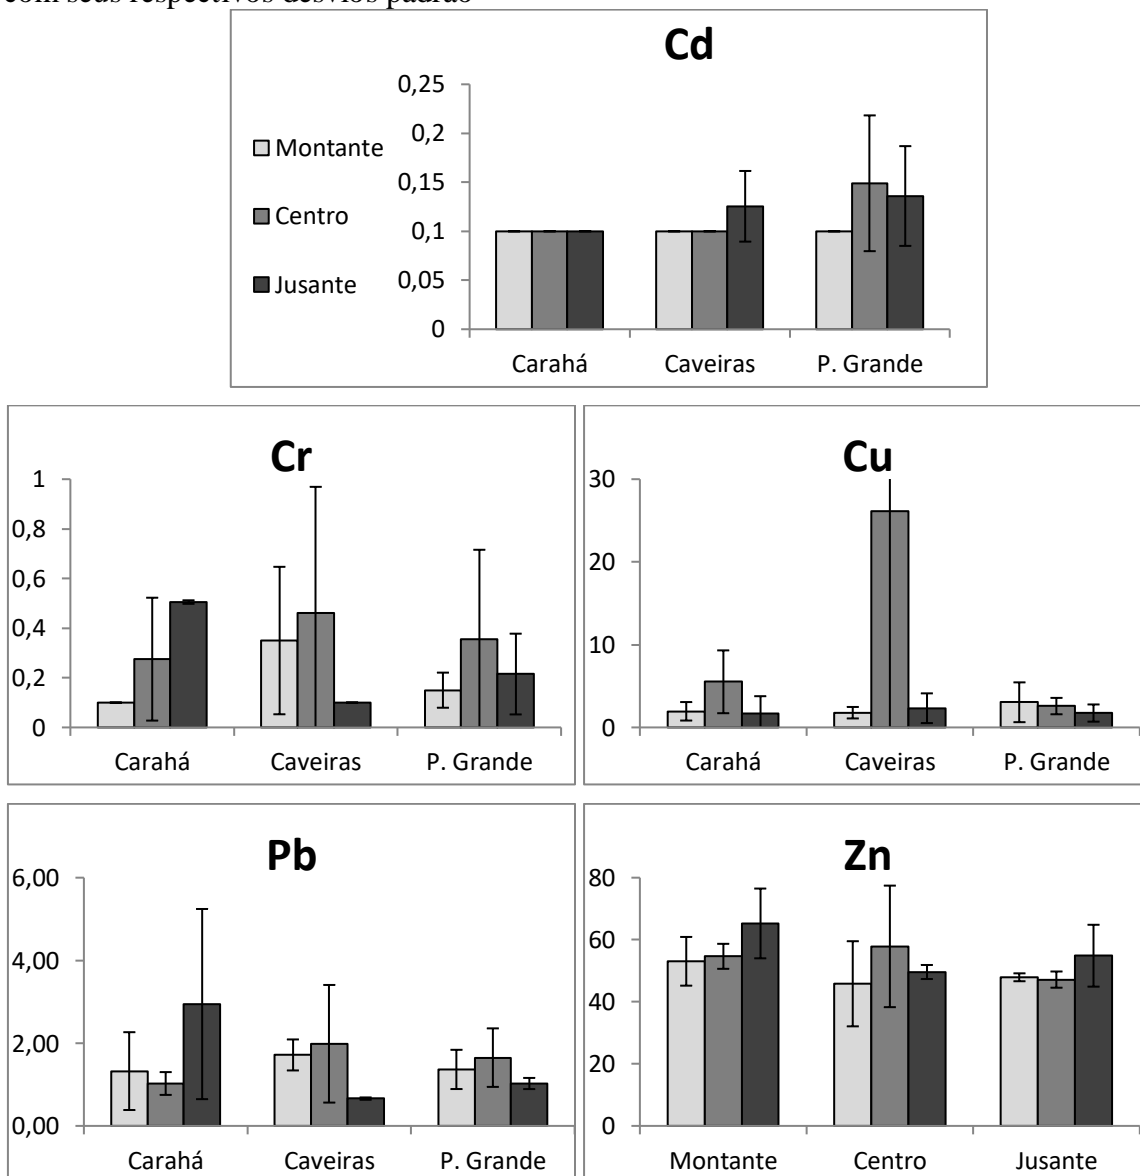 com seus respectivos desvios padrão
Cd
0,25
0,2
0,15
0,1
0,05
0
Montante
Centro
Jusante
Carahá Caveiras P. Grande
Cr
1
0,8
0,6
0,4
0,2
0
Carahá Caveiras P. Grande
Cu
30
20
10
0
Carahá Caveiras P. Grande
Pb
6,00
4,00
2,00
0,00
Carahá Caveiras P. Grande
Zn
80
60
40
20
0
Montante Centro Jusante